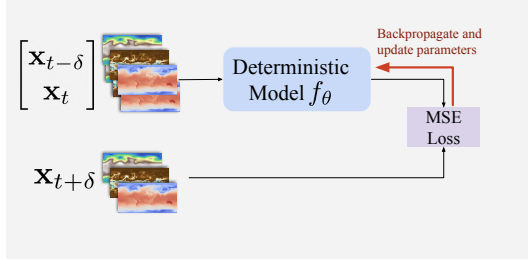 Backpropagate and
update parameters
[x_{t−δ}
x_t]
Deterministic
Model f_θ
MSE
Loss
x_{t+δ}